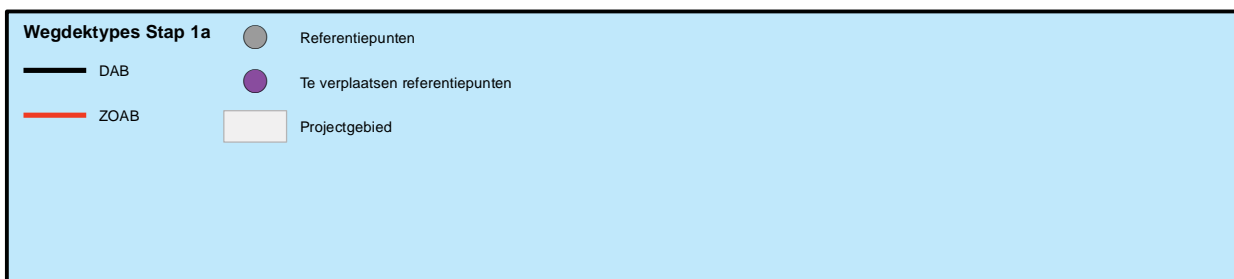 Wegdektypes Stap 1a
DAB
ZOAB
Referentiepunten
Te verplaatsen referentiepunten
Projectgebied